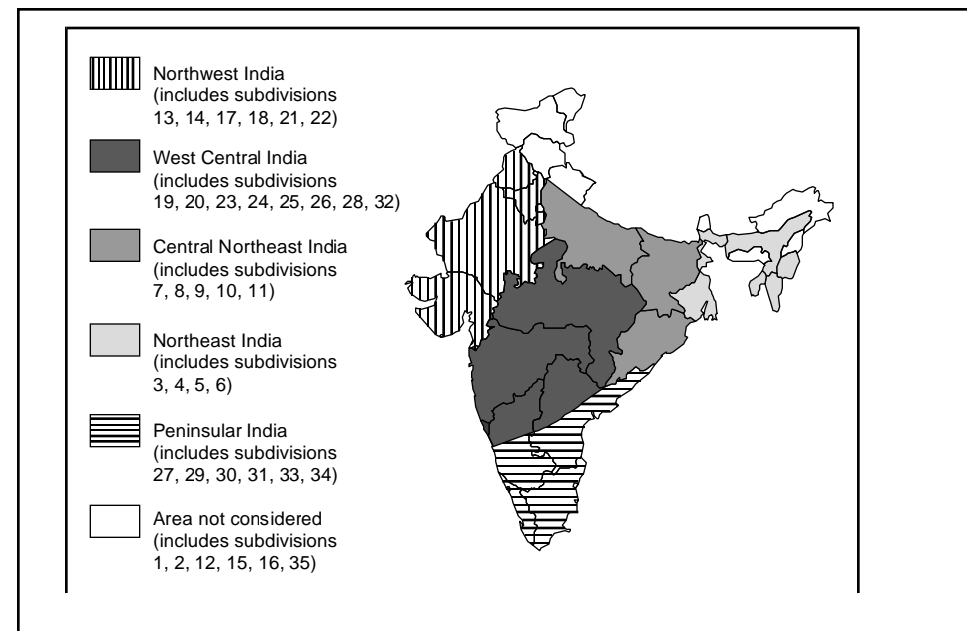 Northwest India
(includes subdivisions
13, 14, 17, 18, 21, 22)
West Central India
(includes subdivisions
19, 20, 23, 24, 25, 26, 28, 32)
Central Northeast India
(includes subdivisions
7, 8, 9, 10, 11)
Northeast India
(includes subdivisions
3, 4, 5, 6)
Peninsular India
(includes subdivisions
27, 29, 30, 31, 33, 34)
Area not considered
(includes subdivisions
1, 2, 12, 15, 16, 35)